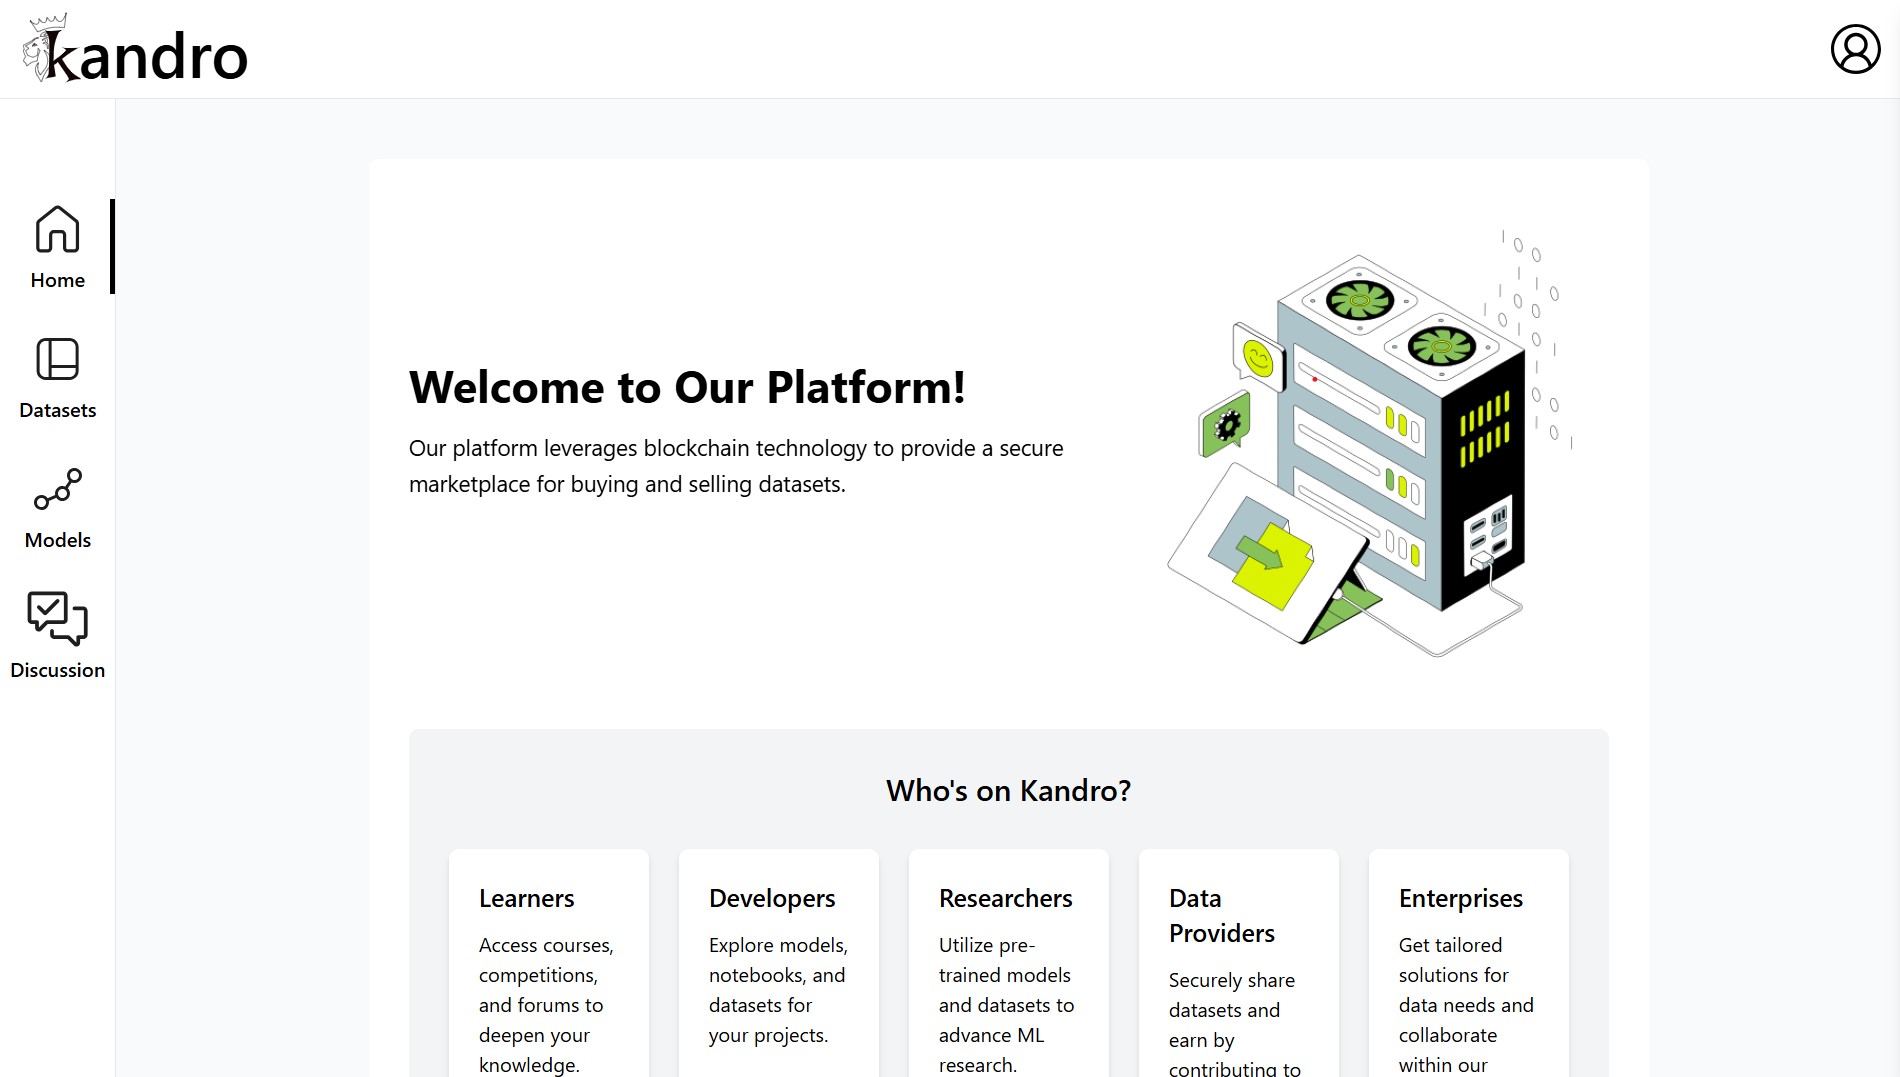 kandro
Home
Datasets
Models
Discussion
Welcome to Our Platform!
Our platform leverages blockchain technology to provide a secure
marketplace for buying and selling datasets.
Who's on Kandro?
Learners
Access courses,
competitions,
and forums to
deepen your
knowledge.
Developers
Explore models,
notebooks, and
datasets for
your projects.
Researchers
Utilize pre-
trained models
and datasets to
advance ML
research.
Data
Providers
Securely share
datasets and
earn by
contributing to
Enterprises
Get tailored
solutions for
data needs and
collaborate
within our